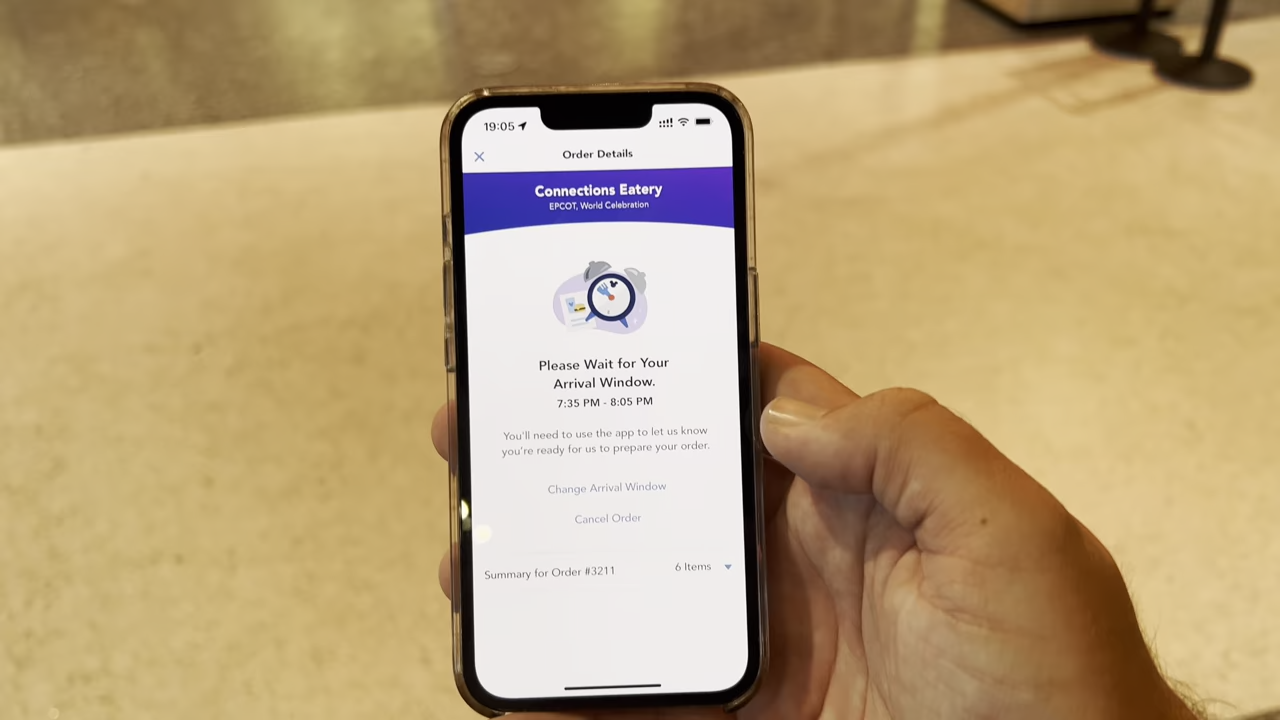 19:05
Order Details
Connections Eatery
EPCOT, World Celebration
Please Wait for Your
Arrival Window.
7:35 PM - 8:05 PM
You'll need to use the app to let us know
you're ready for us to prepare your order.
Change Arrival Window
Cancel Order
Summary for Order #3211 6 Items